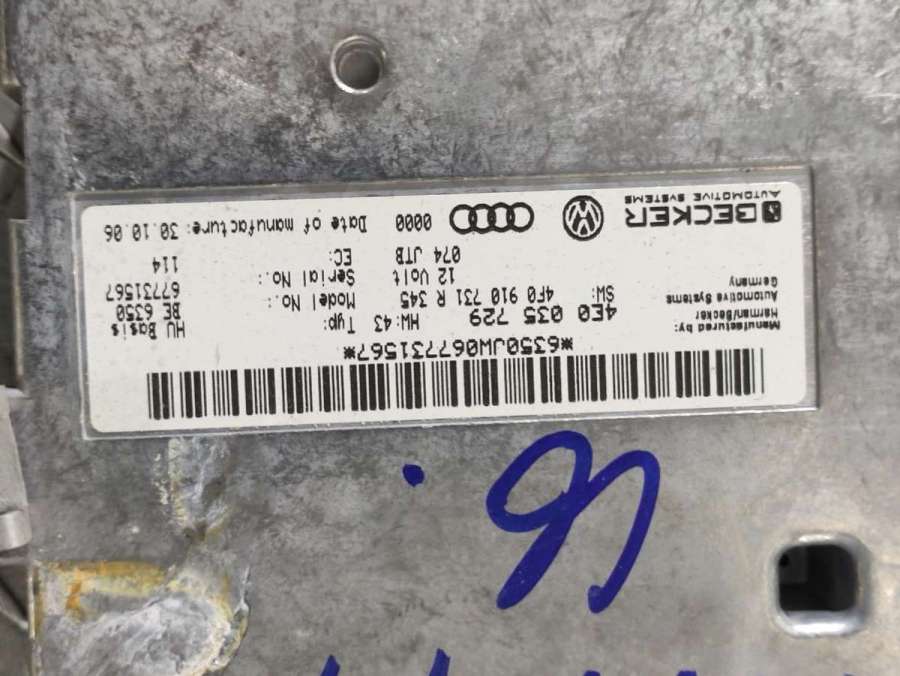 *6350JW067731567*
Manufactured by:
Harman/Becker
Automotive Systems
Germany
4E0 035 729
HW: 43
SW:
4F0 910 731 R 345
12 Volt
074 JTB
0000
Typ: HU Basis
Model No.: BE 6350
Serial No.: 67731567
EC: 114
Date of manufacture: 30.10.06
BECKER
AUTOMOTIVE SYSTEMS